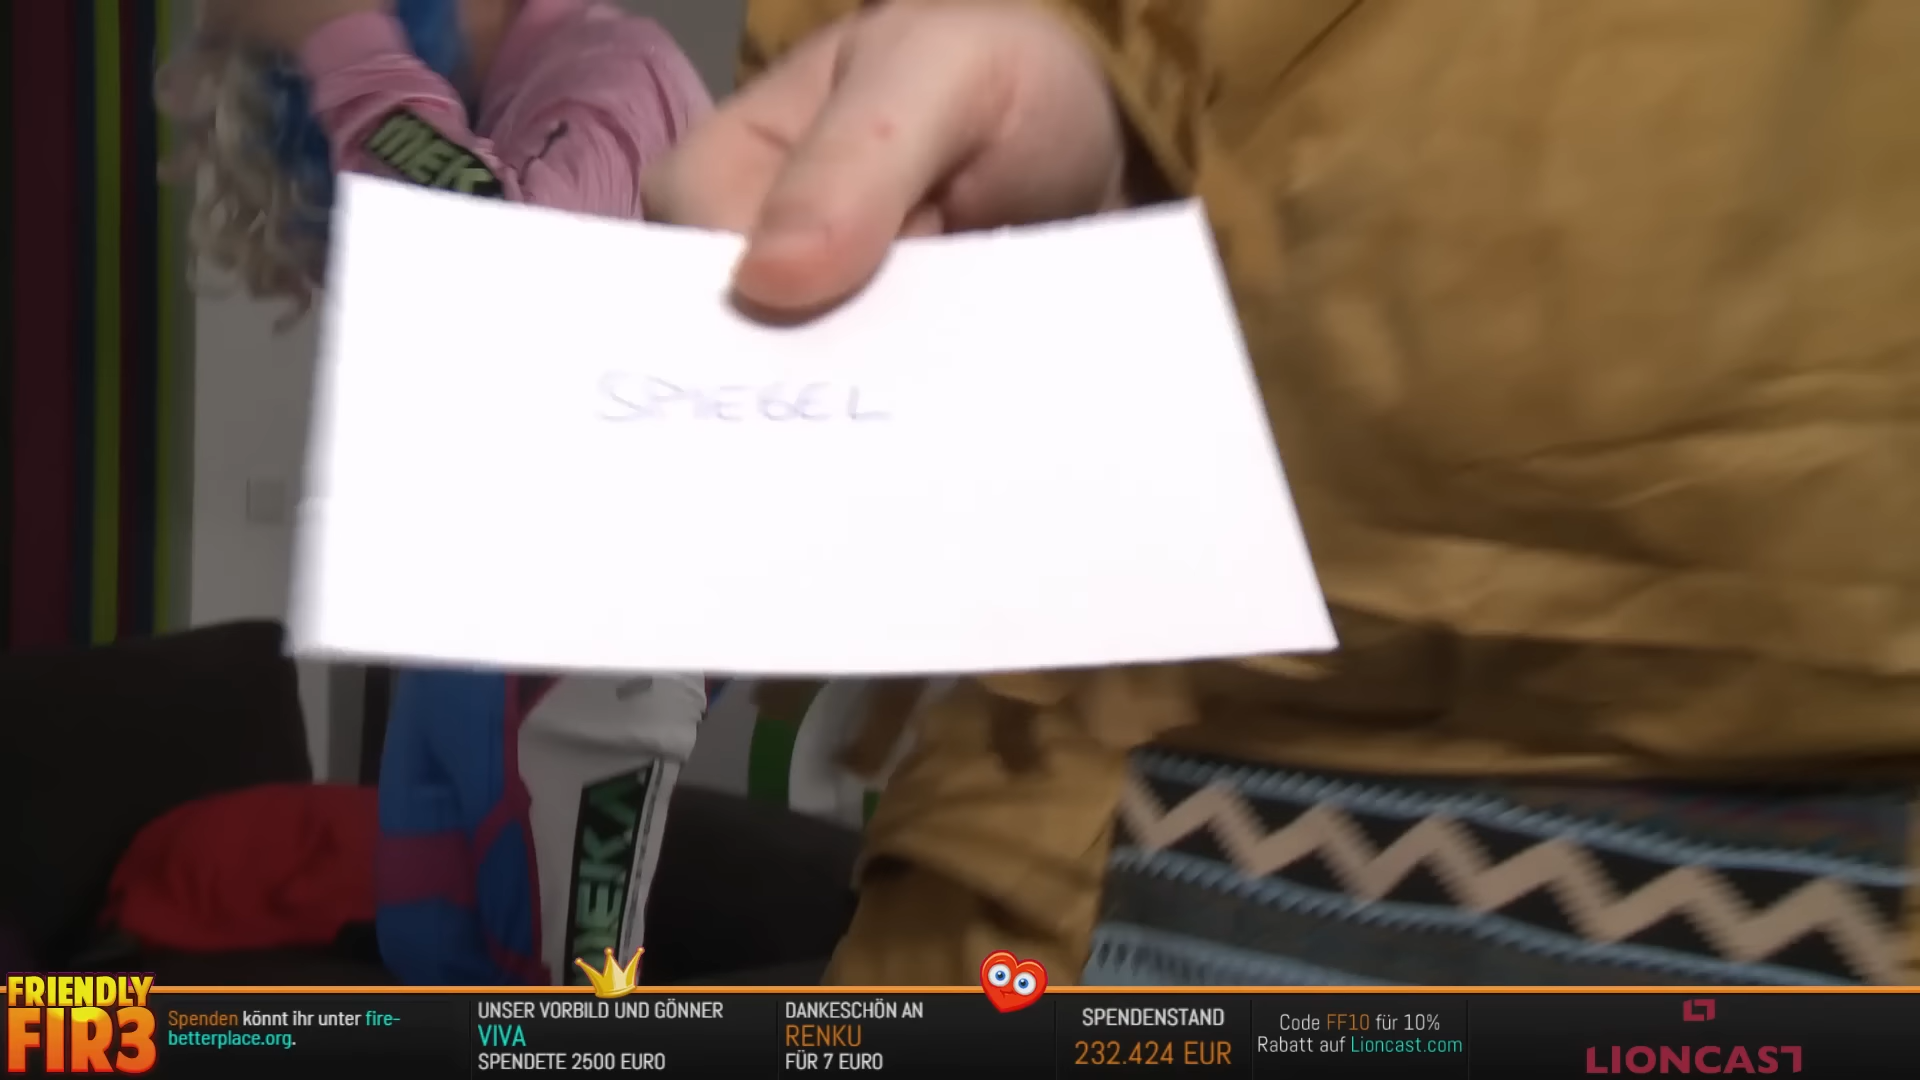 MEK
SPIEGEL
MEKA
FRIENDLY
FIR3
Spenden könnt ihr unter fire-
betterplace.org.
UNSER VORBILD UND GÖNNER
VIVA
SPENDETE 2500 EURO
DANKESCHÖN AN
RENKU
FÜR 7 EURO
SPENDENSTAND
232.424 EUR
Code FF10 für 10%
Rabatt auf Lioncast.com
LIONCAST